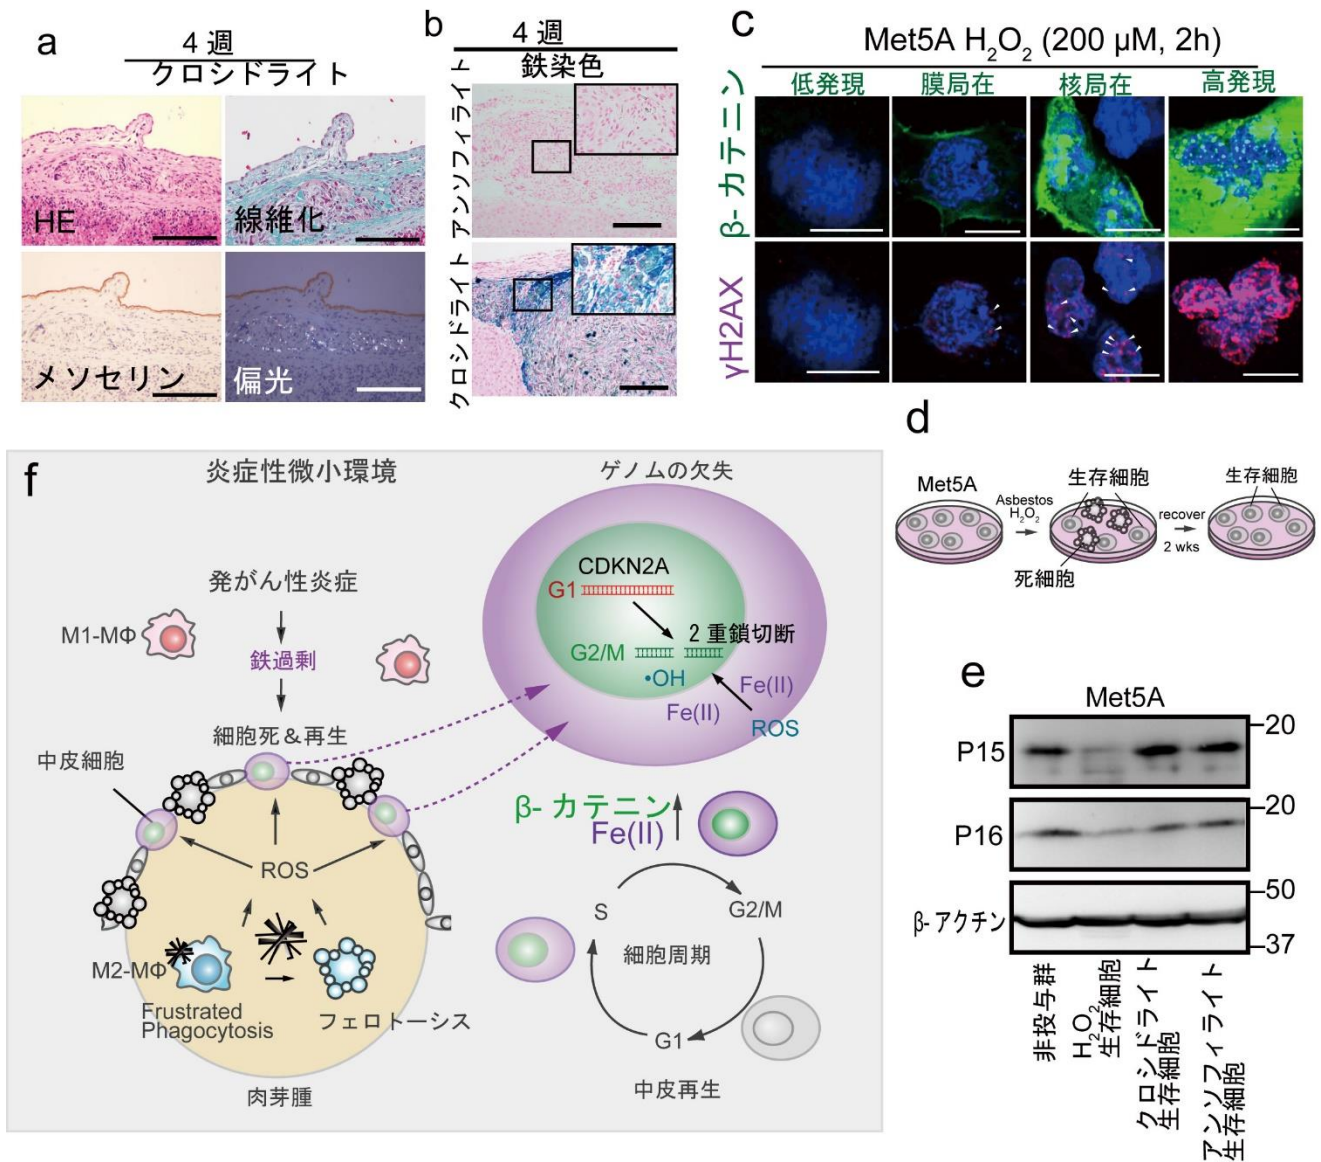 a
4 週
クロシドライト
HE
線維化
メソセリン
偏光
b
4 週
鉄染色
アンソフィライト
クロシドライト
c
Met5A H₂O₂ (200 μM, 2h)
低発現
膜局在
核局在
高発現
β- カテニン
γH2AX
d
Met5A
Asbestos
H₂O₂
生存細胞
死細胞
recover
2 wks
生存細胞
e
Met5A
P15
20
P16
20
β- アクチン
50
37
非投与群
H₂O₂
生存細胞
クロシドライト
生存細胞
アンソフィライト
生存細胞
f
炎症性微小環境
発がん性炎症
M1-MΦ
鉄過剰
細胞死＆再生
中皮細胞
ROS
M2-MΦ
Frustrated
Phagocytosis
フェロトーシス
肉芽腫
ゲノムの欠失
CDKN2A
G1
2 重鎖切断
G2/M
•OH
Fe(II)
Fe(II)
ROS
β- カテニン
Fe(II)
S
G2/M
細胞周期
G1
中皮再生